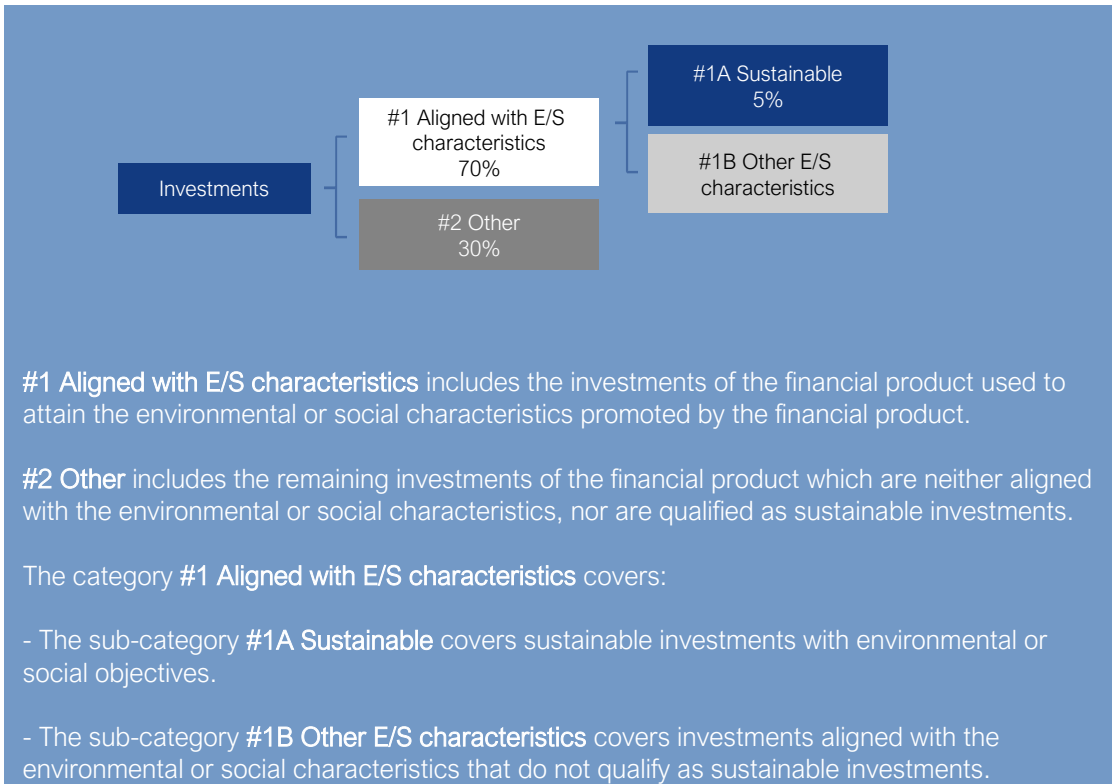 #1A Sustainable
5%
#1 Aligned with E/S
characteristics
70%
#1B Other E/S
characteristics
Investments
#2 Other
30%
#1 Aligned with E/S characteristics includes the investments of the financial product used to
attain the environmental or social characteristics promoted by the financial product.
#2 Other includes the remaining investments of the financial product which are neither aligned
with the environmental or social characteristics, nor are qualified as sustainable investments.
The category #1 Aligned with E/S characteristics covers:
- The sub-category #1A Sustainable covers sustainable investments with environmental or
social objectives.
- The sub-category #1B Other E/S characteristics covers investments aligned with the
environmental or social characteristics that do not qualify as sustainable investments.